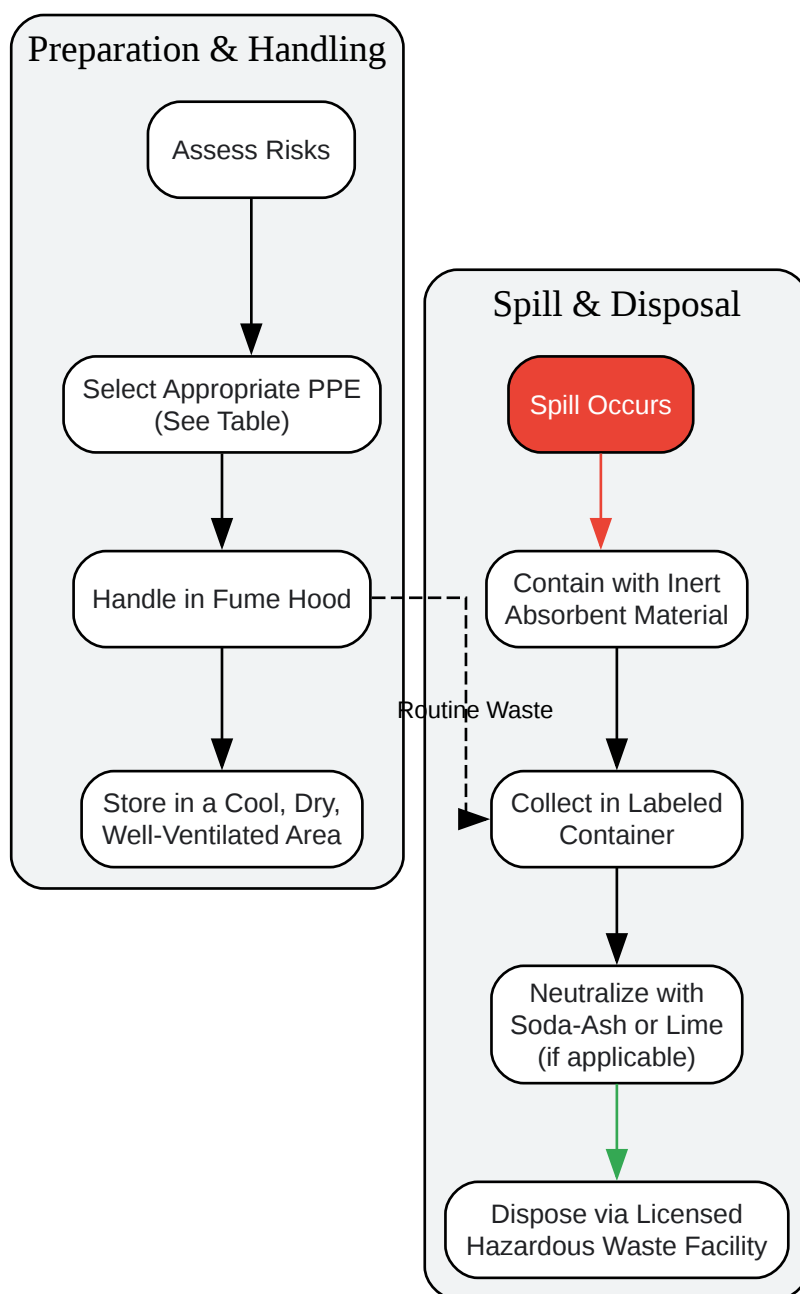 Preparation & Handling
Assess Risks
Select Appropriate PPE
(See Table)
Handle in Fume Hood
Store in a Cool, Dry,
Well-Ventilated Area
Routine Waste
Spill & Disposal
Spill Occurs
Contain with Inert
Absorbent Material
Collect in Labeled
Container
Neutralize with
Soda-Ash or Lime
(if applicable)
Dispose via Licensed
Hazardous Waste Facility